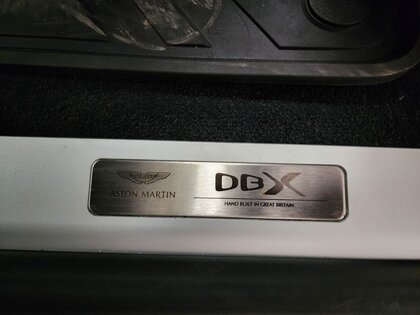 ASTON MARTIN
DBX
HAND BUILT IN GREAT BRITAIN